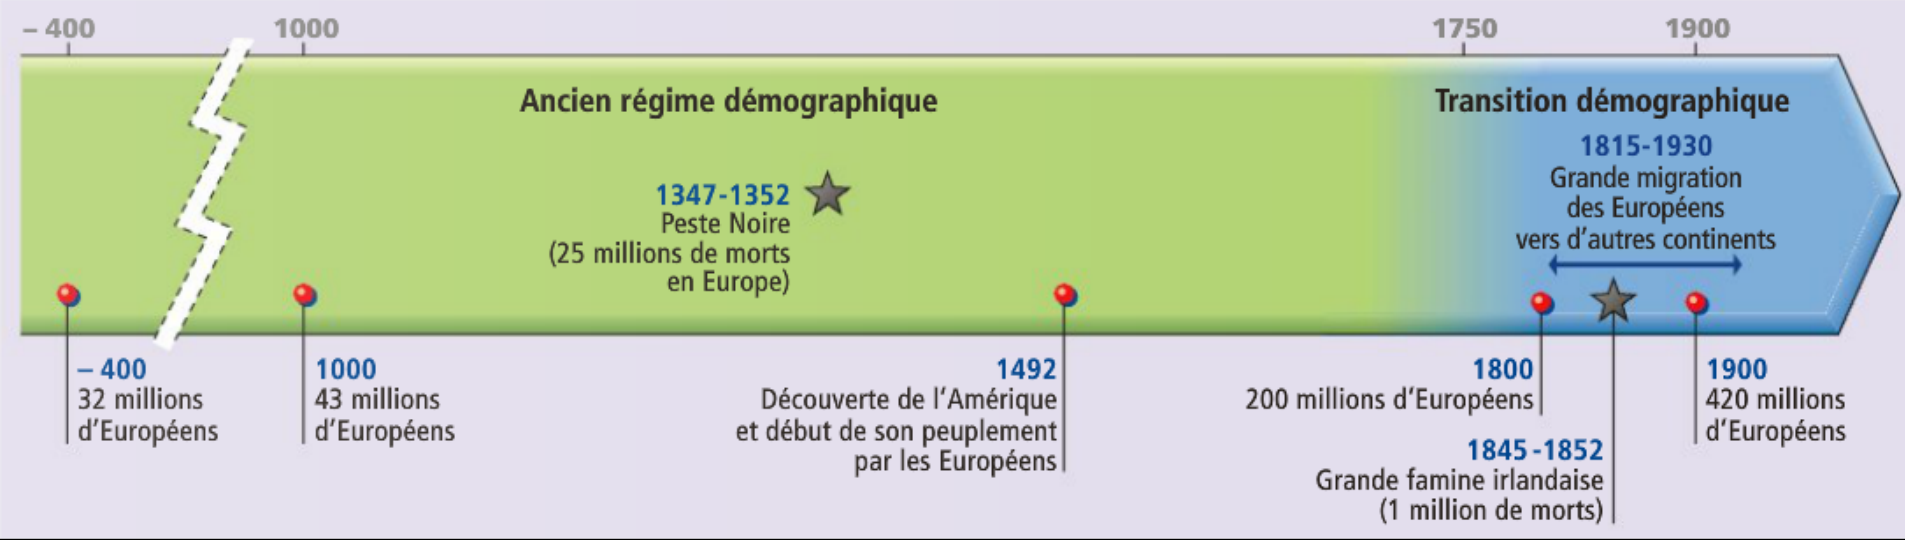 – 400
1000
1750
1900
Ancien régime démographique
Transition démographique
1815-1930
Grande migration
des Européens
vers d’autres continents
1347-1352
Peste Noire
(25 millions de morts
en Europe)
– 400
32 millions
d’Européens
1000
43 millions
d’Européens
1492
Découverte de l’Amérique
et début de son peuplement
par les Européens
1800
200 millions d’Européens
1845-1852
Grande famine irlandaise
(1 million de morts)
1900
420 millions
d’Européens